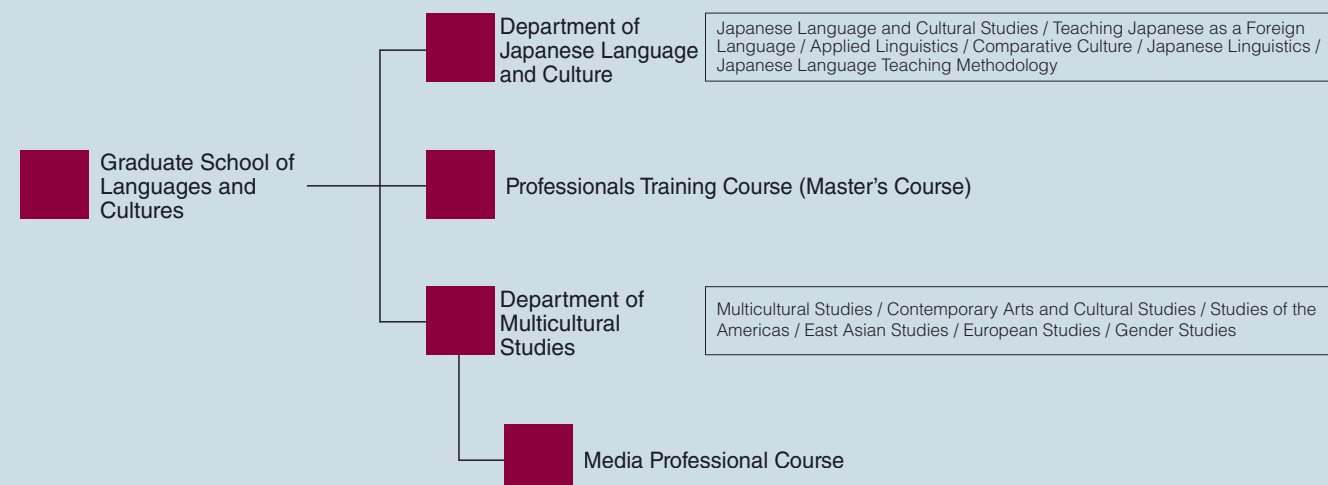 Department of
Japanese Language
and Culture
Japanese Language and Cultural Studies / Teaching Japanese as a Foreign
Language / Applied Linguistics / Comparative Culture / Japanese Linguistics /
Japanese Language Teaching Methodology
Graduate School of
Languages and
Cultures
Professionals Training Course (Master's Course)
Department of
Multicultural
Studies
Multicultural Studies / Contemporary Arts and Cultural Studies / Studies of the
Americas / East Asian Studies / European Studies / Gender Studies
Media Professional Course